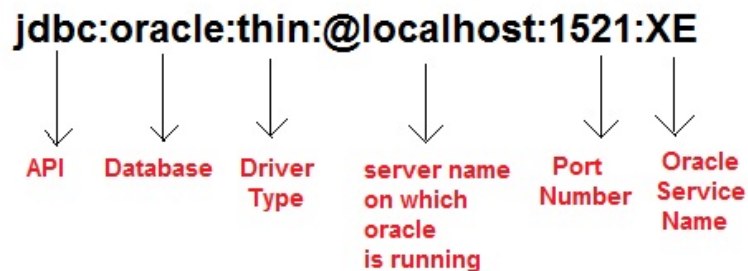 jdbc:oracle:thin:@localhost:1521:XE
API
Database
Driver
Type
server name
on which
oracle
is running
Port
Number
Oracle
Service
Name